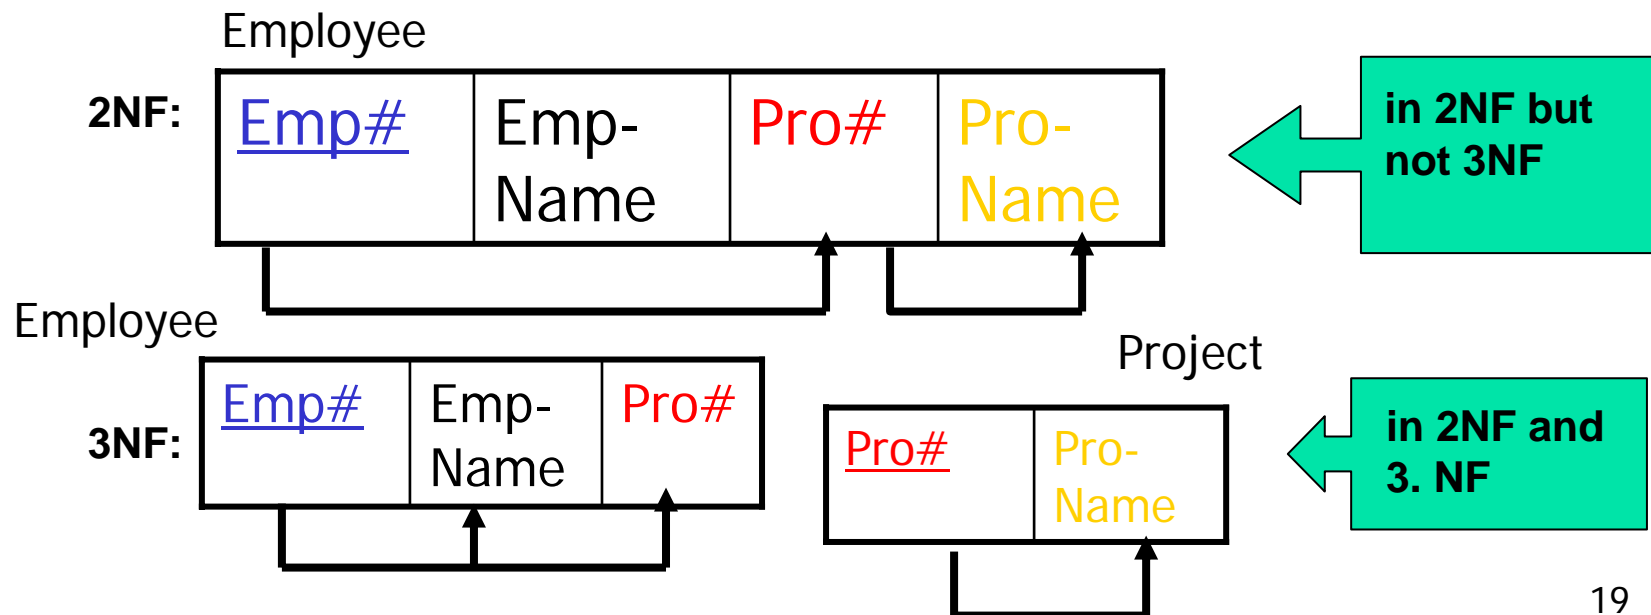 Employee
2NF:
Emp#
Emp-
Name
Pro#
Pro-
Name
in 2NF but
not 3NF
Employee
3NF:
Emp#
Emp-
Name
Pro#
Project
Pro#
Pro-
Name
in 2NF and
3. NF
19